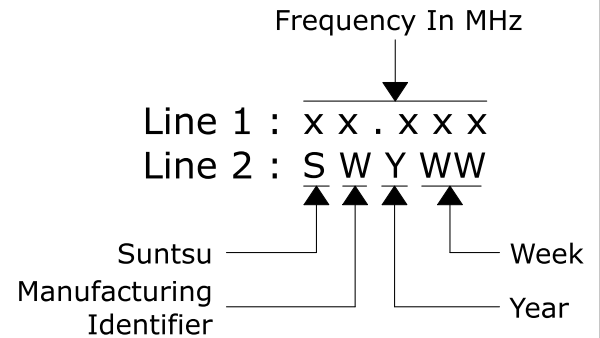 Frequency In MHz
Line 1 : x x . x x x
Line 2 : S W Y WW
Suntsu
Week
Manufacturing
Identifier
Year